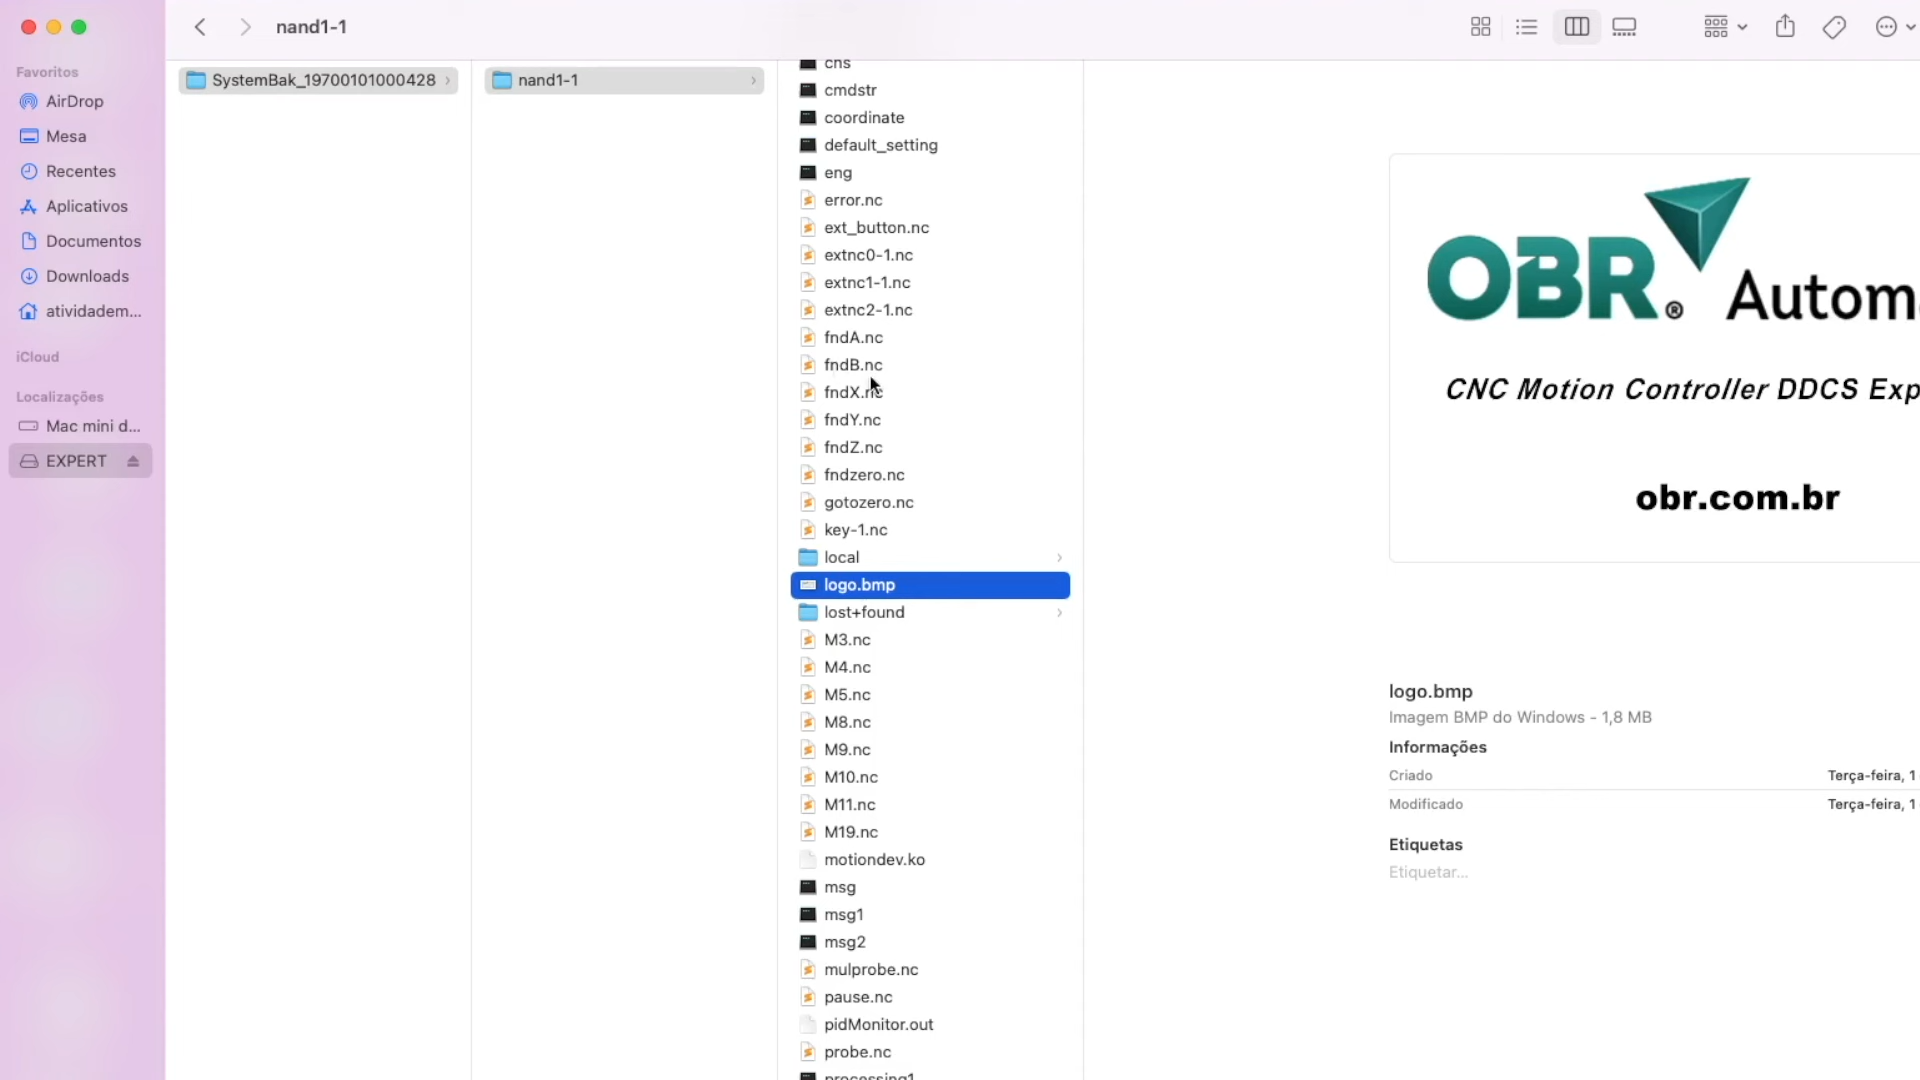 nand1-1
Favoritos
AirDrop
Mesa
Recentes
Aplicativos
Documentos
Downloads
atividadem...
iCloud
Localizações
Mac mini d...
EXPERT
SystemBak_19700101000428
nand1-1
chs
cmdstr
coordinate
default_setting
eng
error.nc
ext_button.nc
extnc0-1.nc
extnc1-1.nc
extnc2-1.nc
fndA.nc
fndB.nc
fndX.nc
fndY.nc
fndZ.nc
fndzero.nc
gotozero.nc
key-1.nc
local
logo.bmp
lost+found
M3.nc
M4.nc
M5.nc
M8.nc
M9.nc
M10.nc
M11.nc
M19.nc
motiondev.ko
msg
msg1
msg2
mulprobe.nc
pause.nc
pidMonitor.out
probe.nc
processing1
OBR® Autom
CNC Motion Controller DDCS Exp
obr.com.br
logo.bmp
Imagem BMP do Windows - 1,8 MB
Informações
Criado Terça-feira, 1
Modificado Terça-feira, 1
Etiquetas
Etiquetar...